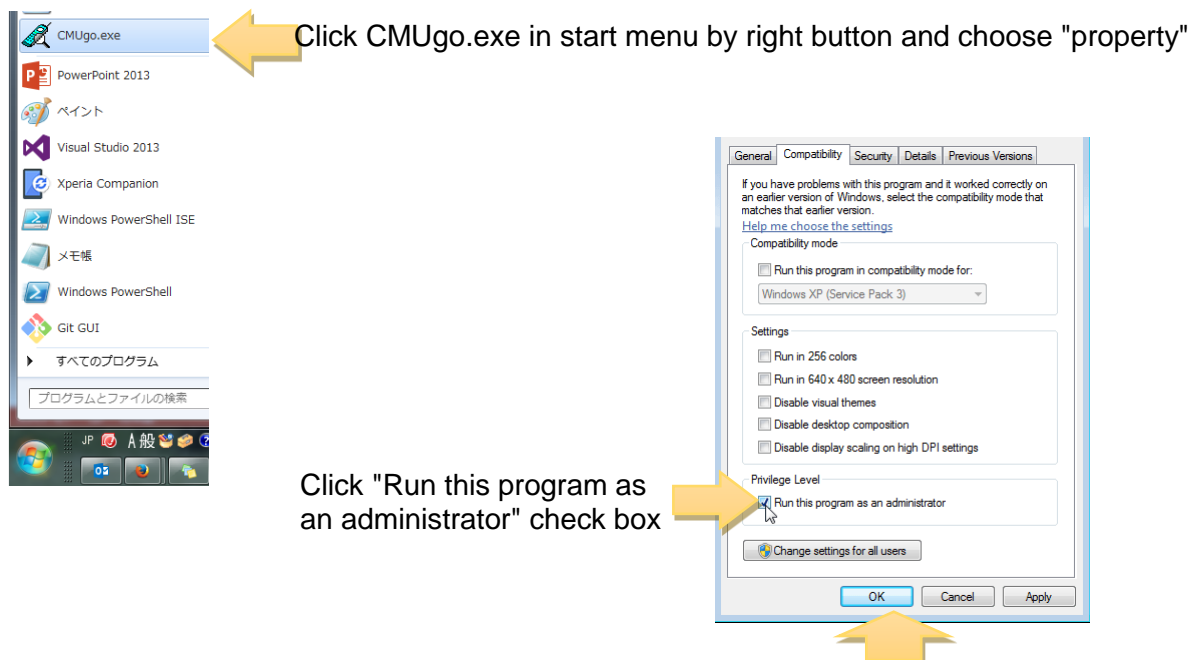 CMUgo.exe
Click CMUgo.exe in start menu by right button and choose "property"
PowerPoint 2013
ペイント
Visual Studio 2013
Xperia Companion
Windows PowerShell ISE
メモ帳
Windows PowerShell
Git GUI
すべてのプログラム
プログラムとファイルの検索
JP A 般
General Compatibility Security Details Previous Versions
If you have problems with this program and it worked correctly on
an earlier version of Windows, select the compatibility mode that
matches that earlier version.
Help me choose the settings
Compatibility mode
Run this program in compatibility mode for:
Windows XP (Service Pack 3)
Settings
Run in 256 colors
Run in 640 x 480 screen resolution
Disable visual themes
Disable desktop composition
Disable display scaling on high DPI settings
Privilege Level
Run this program as an administrator
Click "Run this program as
an administrator" check box
Change settings for all users
OK Cancel Apply